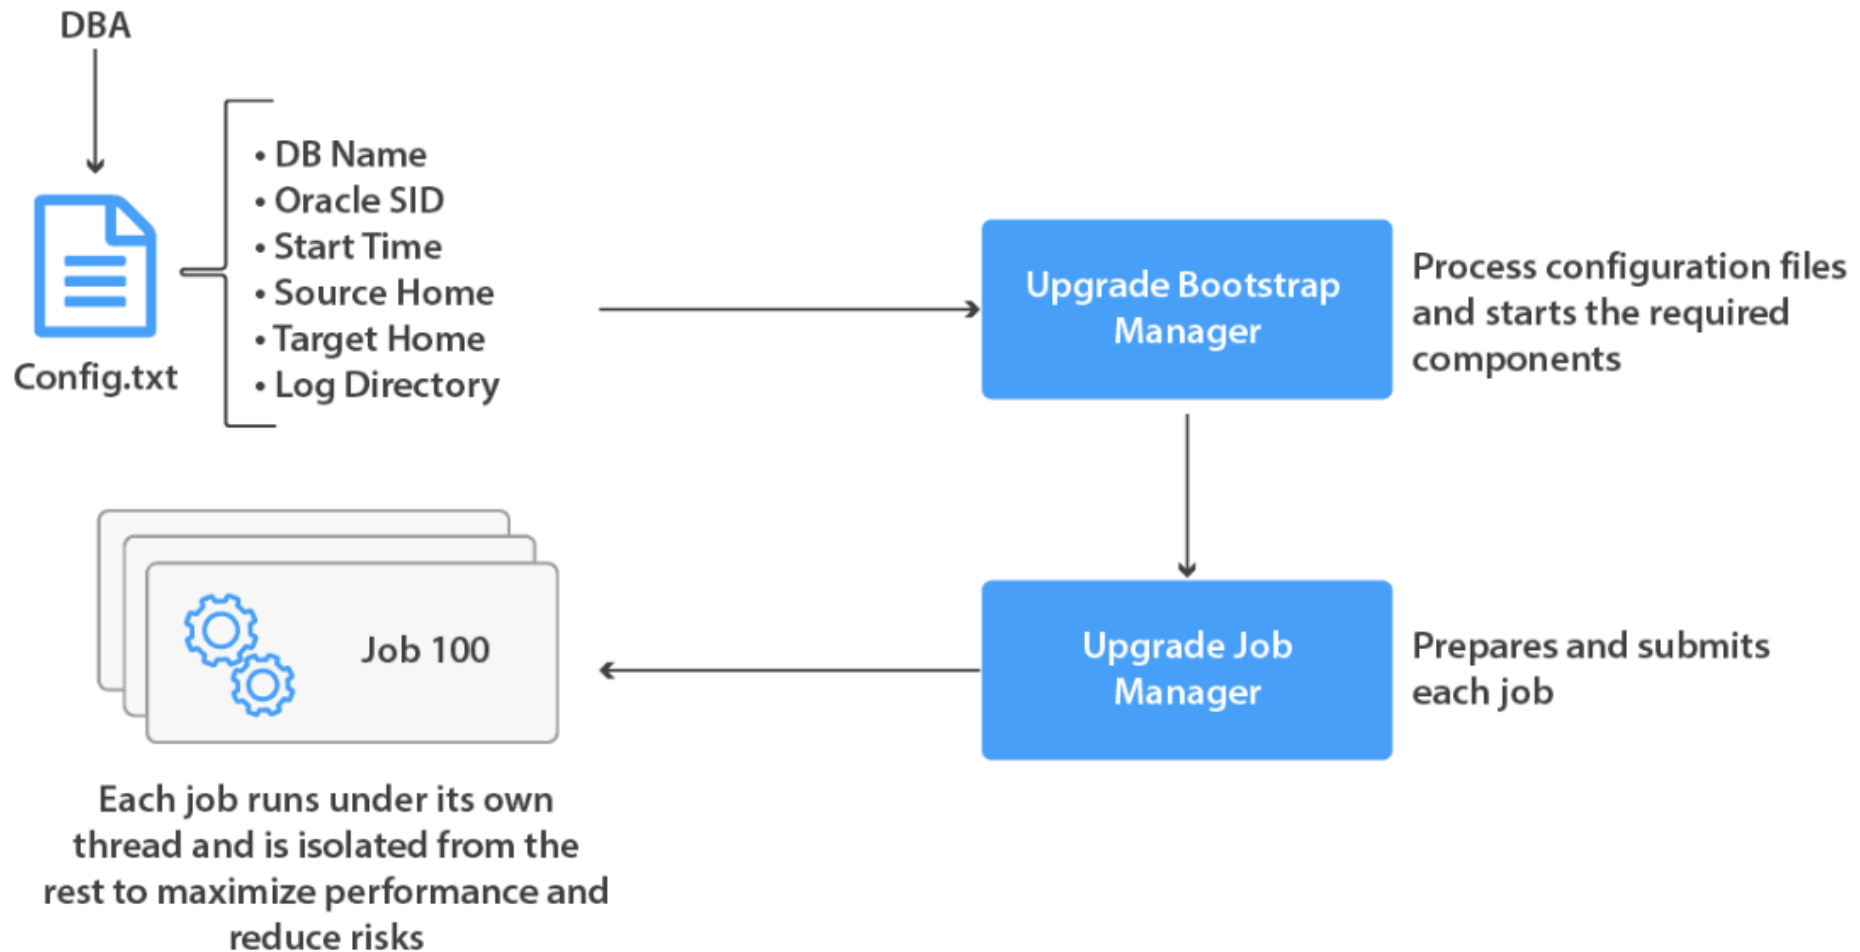 DBA
Config.txt
• DB Name
• Oracle SID
• Start Time
• Source Home
• Target Home
• Log Directory
Upgrade Bootstrap
Manager
Process configuration files
and starts the required
components
Upgrade Job
Manager
Prepares and submits
each job
Job 100
Each job runs under its own
thread and is isolated from the
rest to maximize performance and
reduce risks